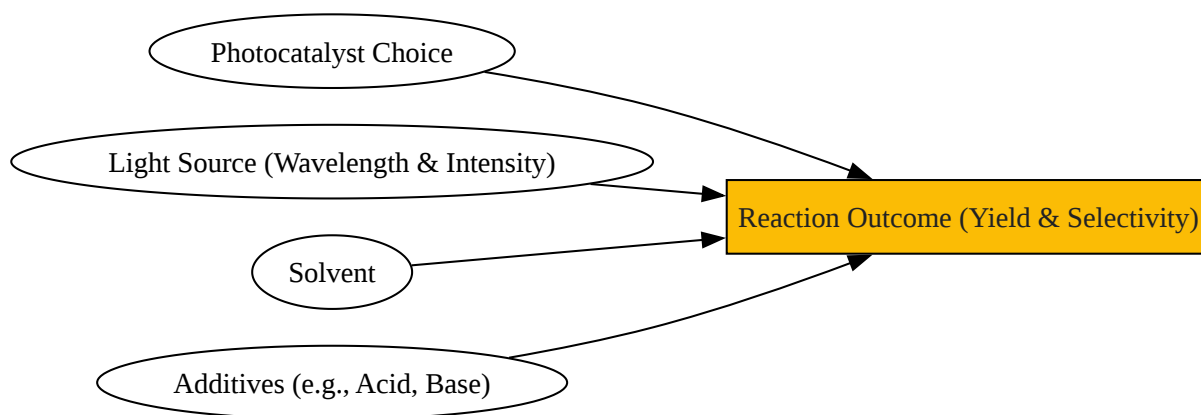 Photocatalyst Choice
Light Source (Wavelength & Intensity)
Reaction Outcome (Yield & Selectivity)
Solvent
Additives (e.g., Acid, Base)